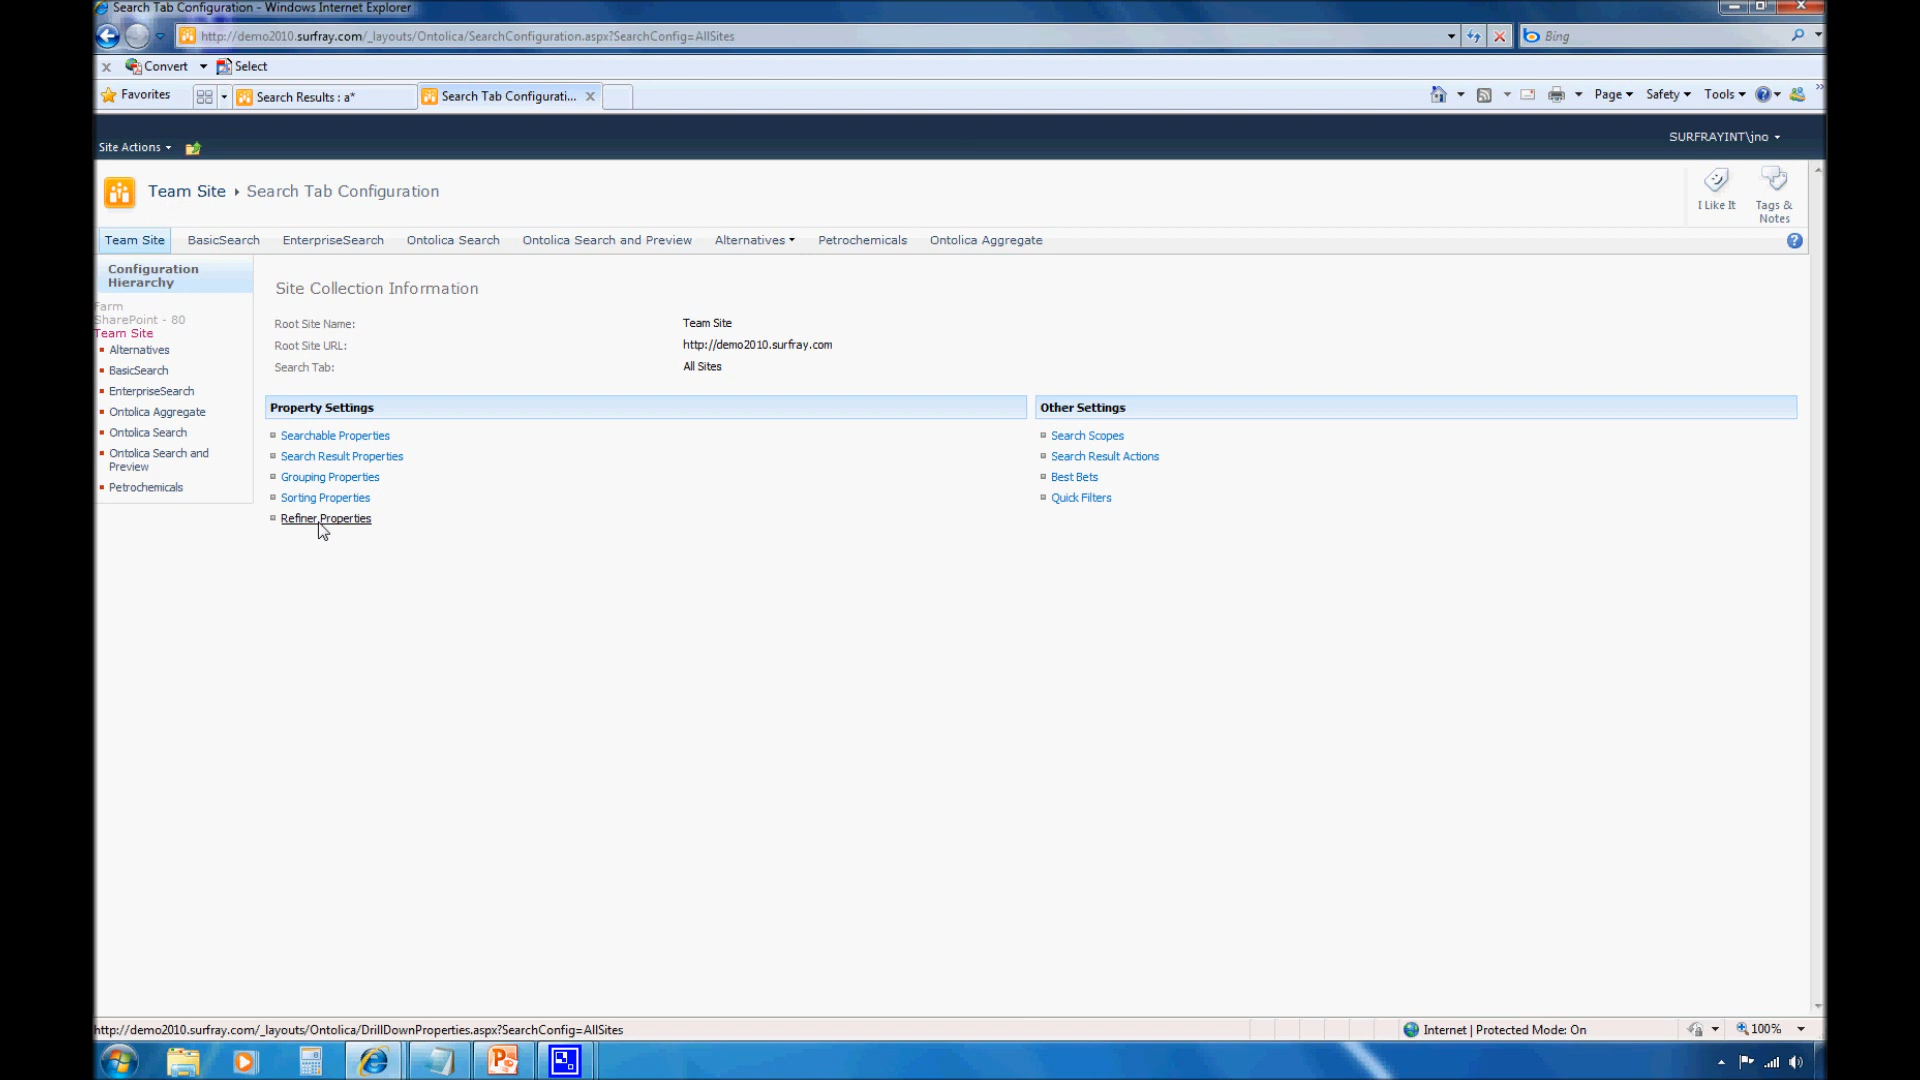 Search Tab Configuration - Windows Internet Explorer
http://demo2010.surfray.com/_layouts/Ontolica/SearchConfiguration.aspx?SearchConfig=AllSites
Bing
x Convert Select
Favorites
Search Results : a*
Search Tab Configurati... x
Page Safety Tools »
Site Actions
SURFRAYINT\jno
Team Site Search Tab Configuration
I Like It
Tags &
Notes
Team Site BasicSearch EnterpriseSearch Ontolica Search Ontolica Search and Preview Alternatives Petrochemicals Ontolica Aggregate
Configuration
Hierarchy
Farm
SharePoint - 80
Team Site
Alternatives
BasicSearch
EnterpriseSearch
Ontolica Aggregate
Ontolica Search
Ontolica Search and
Preview
Petrochemicals
Site Collection Information
Root Site Name: Team Site
Root Site URL: http://demo2010.surfray.com
Search Tab: All Sites
Property Settings
Searchable Properties
Search Result Properties
Grouping Properties
Sorting Properties
Refiner Properties
Other Settings
Search Scopes
Search Result Actions
Best Bets
Quick Filters
http://demo2010.surfray.com/_layouts/Ontolica/DrillDownProperties.aspx?SearchConfig=AllSites
Internet | Protected Mode: On
100%